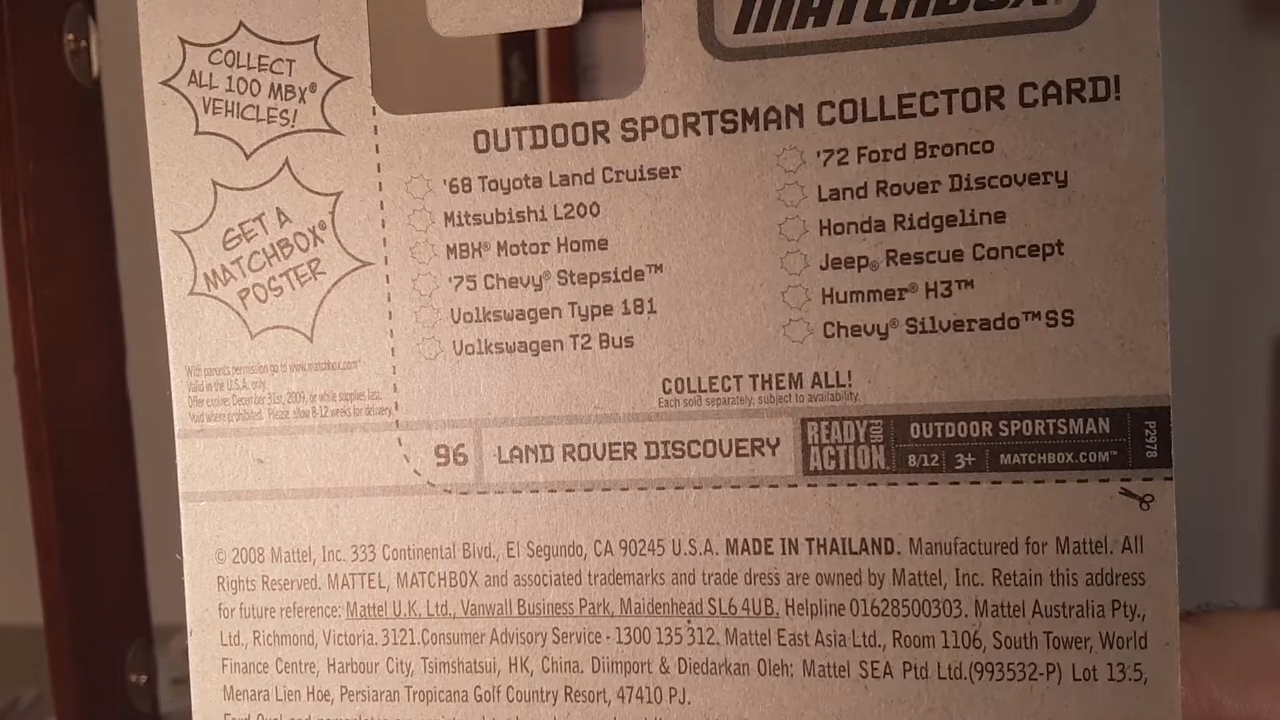 MATCHBOX®
COLLECT
ALL 100 MBX®
VEHICLES!
GET A
MATCHBOX®
POSTER
With parents permission go to www.matchbox.com
Valid in the U.S.A. only.
Offer expires December 31st, 2009, or while supplies last.
Void where prohibited. Please allow 8-12 weeks for delivery.
OUTDOOR SPORTSMAN COLLECTOR CARD!
'68 Toyota Land Cruiser
Mitsubishi L200
MBX® Motor Home
'75 Chevy® Stepside™
Volkswagen Type 181
Volkswagen T2 Bus
'72 Ford Bronco
Land Rover Discovery
Honda Ridgeline
Jeep® Rescue Concept
Hummer® H3™
Chevy® Silverado™SS
COLLECT THEM ALL!
Each sold separately, subject to availability.
96 LAND ROVER DISCOVERY
READY FOR ACTION
OUTDOOR SPORTSMAN
8/12 3+ MATCHBOX.COM™
P2978
© 2008 Mattel, Inc. 333 Continental Blvd., El Segundo, CA 90245 U.S.A. MADE IN THAILAND. Manufactured for Mattel. All
Rights Reserved. MATTEL, MATCHBOX and associated trademarks and trade dress are owned by Mattel, Inc. Retain this address
for future reference: Mattel U.K. Ltd., Vanwall Business Park, Maidenhead SL6 4UB. Helpline 01628500303. Mattel Australia Pty.,
Ltd., Richmond, Victoria. 3121.Consumer Advisory Service - 1300 135 312. Mattel East Asia Ltd., Room 1106, South Tower, World
Finance Centre, Harbour City, Tsimshatsui, HK, China. Diimport & Diedarkan Oleh: Mattel SEA Ptd Ltd.(993532-P) Lot 13.5,
Menara Lien Hoe, Persiaran Tropicana Golf Country Resort, 47410 PJ.